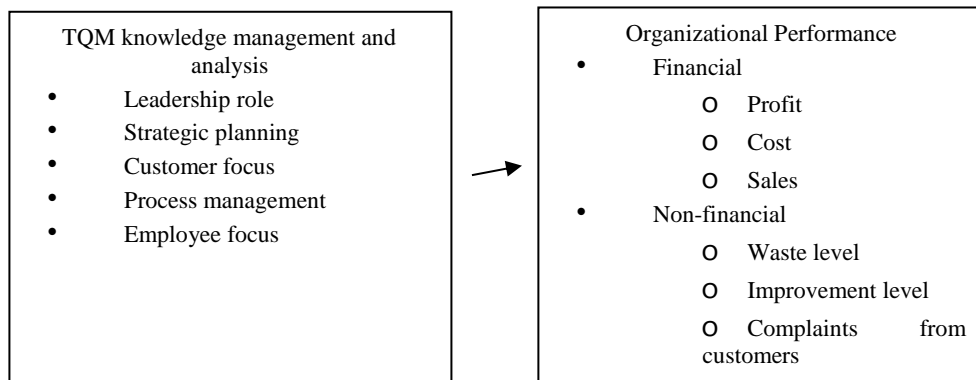 TQM knowledge management and
analysis
• Leadership role
• Strategic planning
• Customer focus
• Process management
• Employee focus
Organizational Performance
• Financial
o Profit
o Cost
o Sales
• Non-financial
o Waste level
o Improvement level
o Complaints from
customers